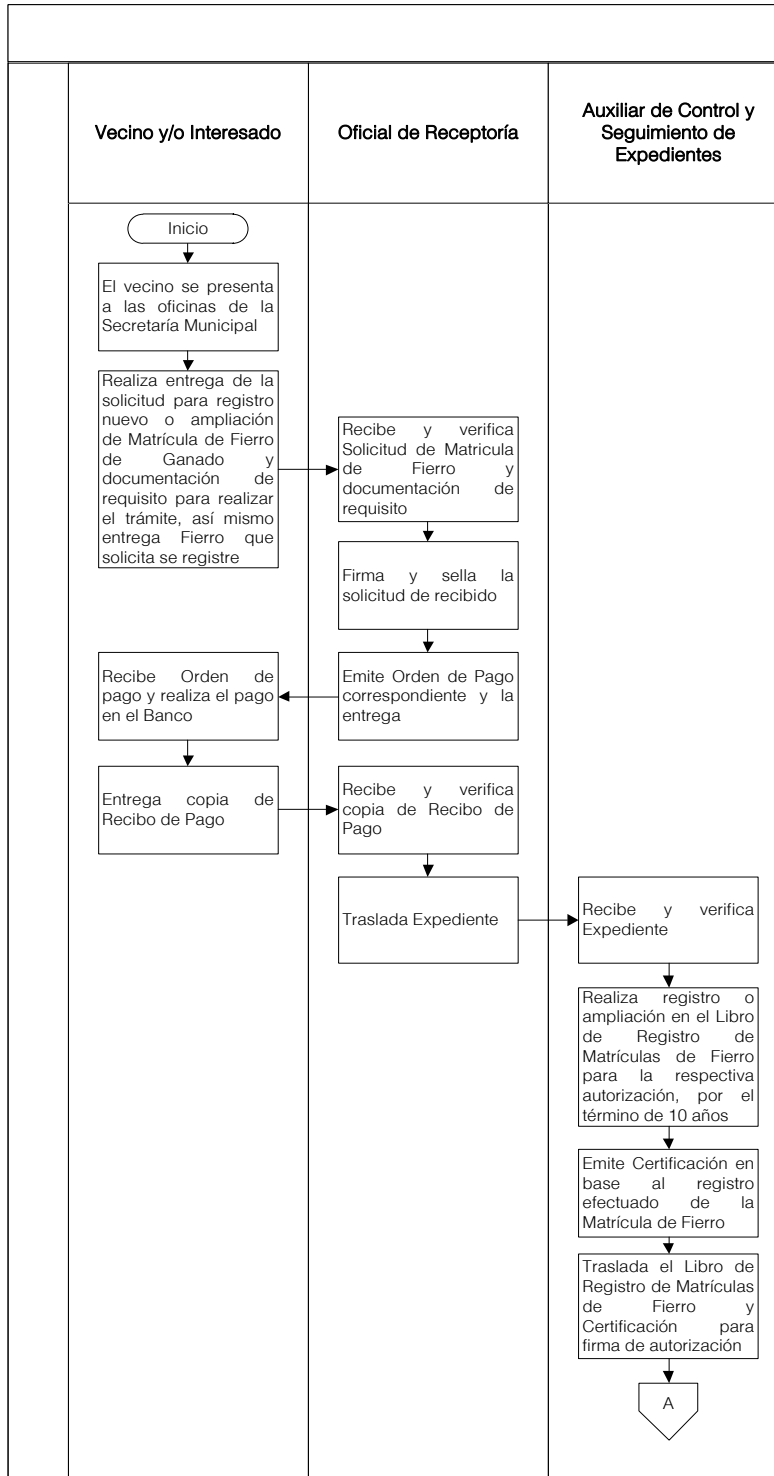 Vecino y/o Interesado
Oficial de Receptoría
Auxiliar de Control y
Seguimiento de
Expedientes
Inicio
El vecino se presenta
a las oficinas de la
Secretaría Municipal
Realiza entrega de la
solicitud para registro
nuevo o ampliación
de Matrícula de Fierro
de Ganado y
documentación de
requisito para realizar
el trámite, así mismo
entrega Fierro que
solicita se registre
Recibe y verifica
Solicitud de Matricula
de Fierro y
documentación de
requisito
Firma y sella la
solicitud de recibido
Emite Orden de Pago
correspondiente y la
entrega
Recibe Orden de
pago y realiza el pago
en el Banco
Entrega copia de
Recibo de Pago
Recibe y verifica
copia de Recibo de
Pago
Traslada Expediente
Recibe y verifica
Expediente
Realiza registro o
ampliación en el Libro
de Registro de
Matrículas de Fierro
para la respectiva
autorización, por el
término de 10 años
Emite Certificación en
base al registro
efectuado de la
Matrícula de Fierro
Traslada el Libro de
Registro de Matrículas
de Fierro y
Certificación para
firma de autorización
A